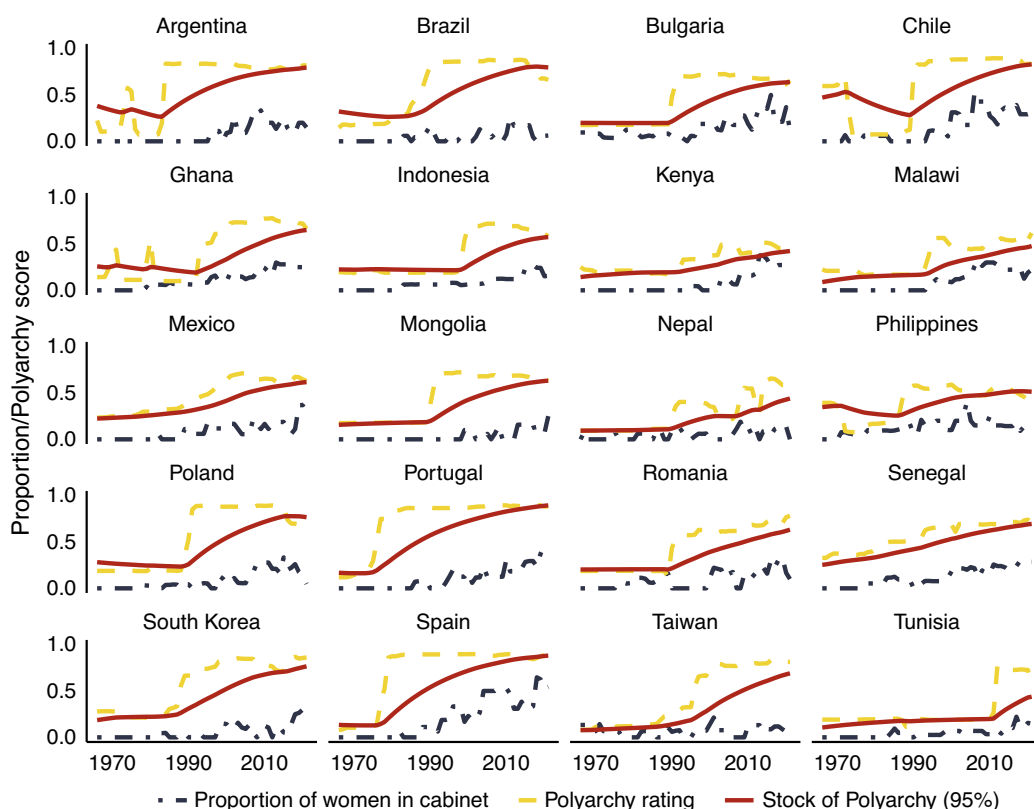 Argentina Brazil Bulgaria Chile
1.0
0.5
0.0
Ghana Indonesia Kenya Malawi
1.0
0.5
0.0
Mexico Mongolia Nepal Philippines
1.0
0.5
0.0
Poland Portugal Romania Senegal
1.0
0.5
0.0
South Korea Spain Taiwan Tunisia
1.0
0.5
0.0
1970 1990 2010 1970 1990 2010 1970 1990 2010 1970 1990 2010
Proportion/Polyarchy score
Proportion of women in cabinet Polyarchy rating Stock of Polyarchy (95%)